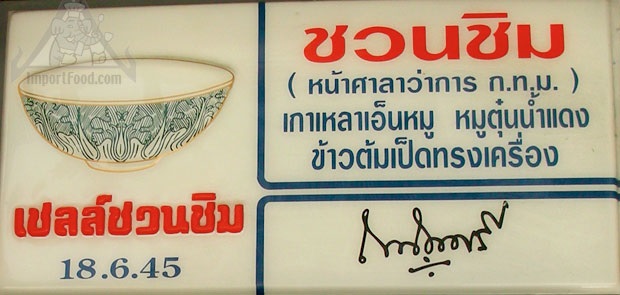 ImportFood.com
เชลล์ชวนชิม
18.6.45
ชวนชิม
( หน้าศาลาว่าการ ก.ท.ม. )
เกาเหลาเอ็นหมู หมูตุ๋นน้ำแดง
ข้าวต้มเป็ดทรงเครื่อง